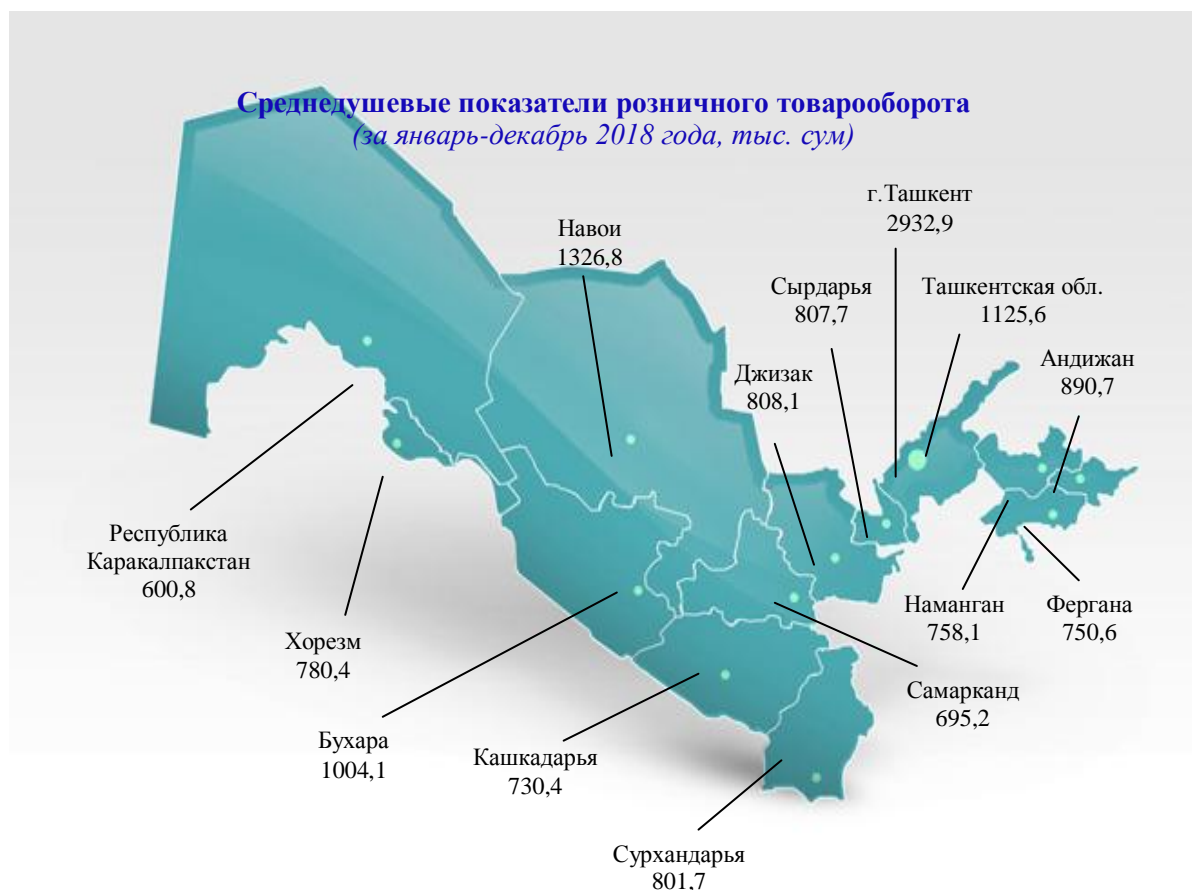 Среднедушевые показатели розничного товарооборота
(за январь-декабрь 2018 года, тыс. сум)
г.Ташкент
2932,9
Навои
1326,8
Сырдарья
807,7
Ташкентская обл.
1125,6
Андижан
890,7
Джизак
808,1
Республика
Каракалпакстан
600,8
Наманган
758,1
Фергана
750,6
Хорезм
780,4
Самарканд
695,2
Бухара
1004,1
Кашкадарья
730,4
Сурхандарья
801,7